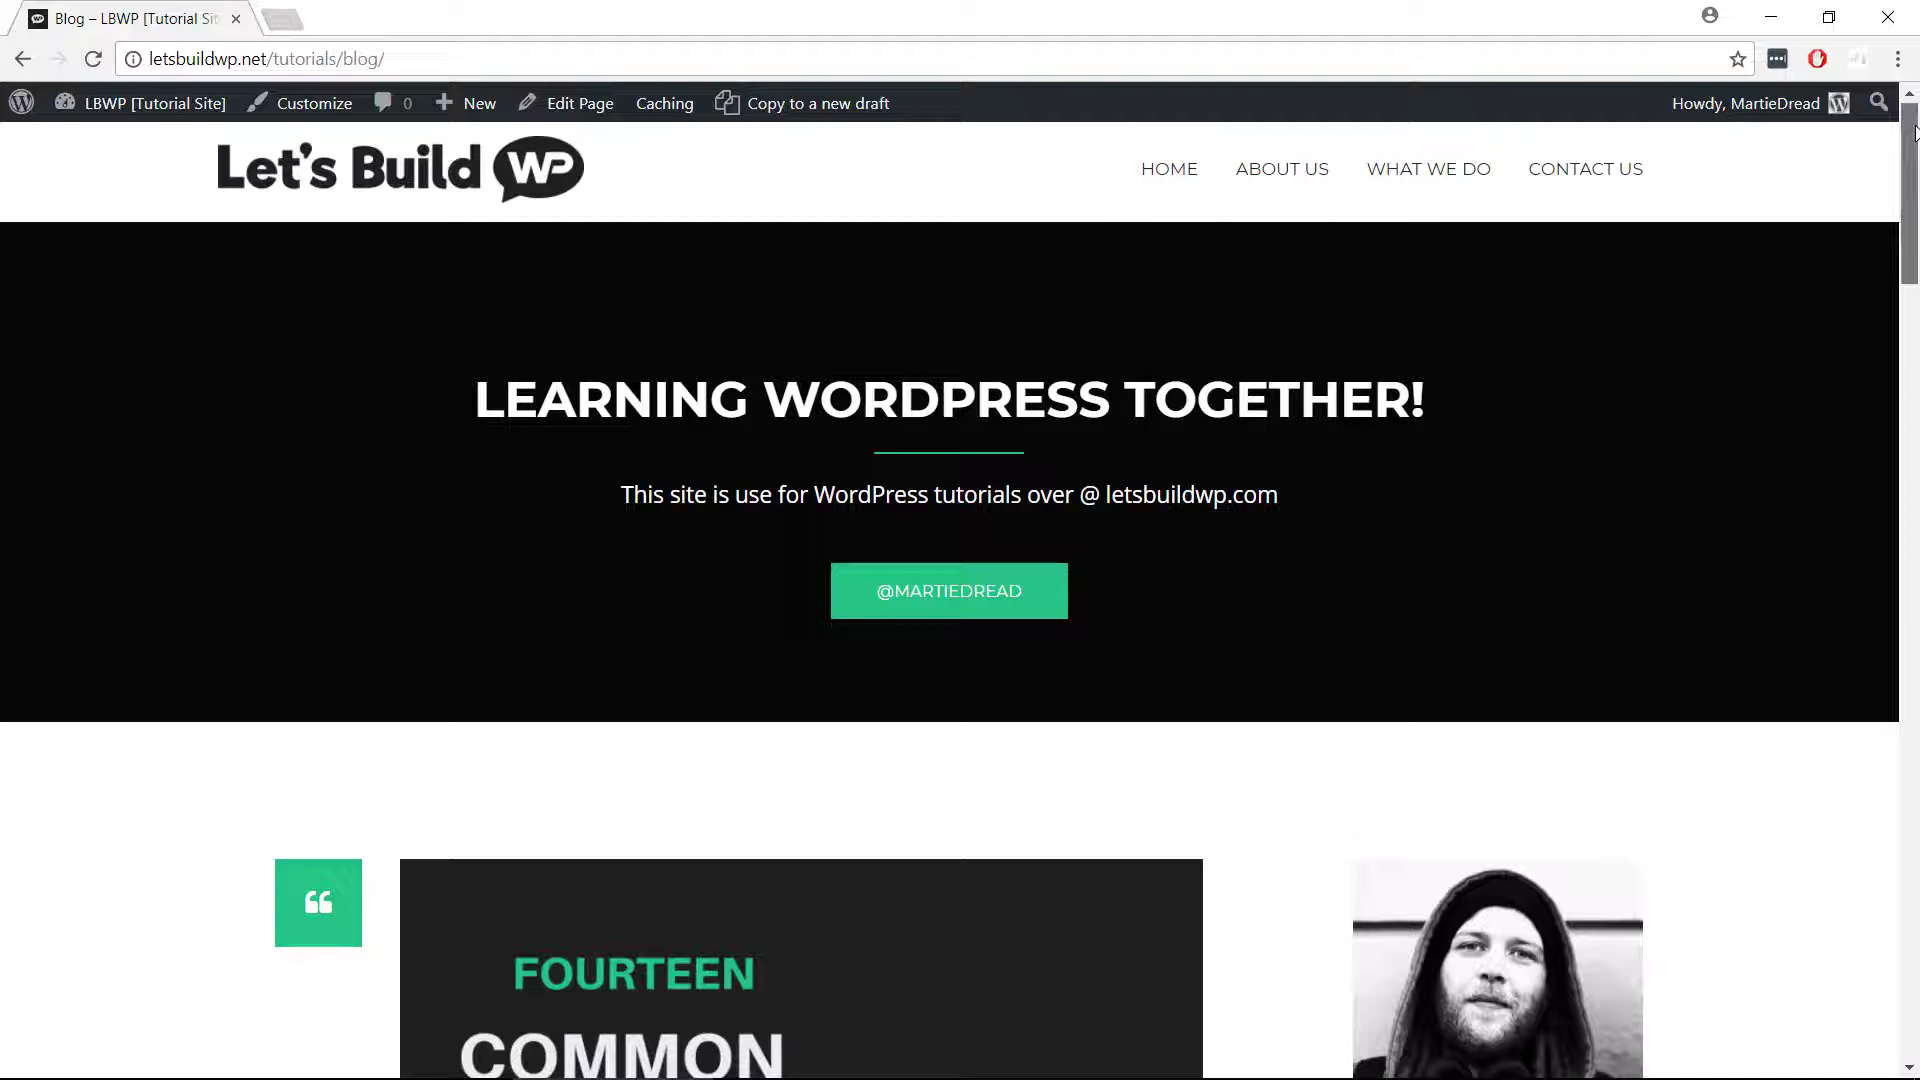 Blog – LBWP [Tutorial Sit
letsbuildwp.net/tutorials/blog/
LBWP [Tutorial Site] Customize 0 New Edit Page Caching Copy to a new draft Howdy, MartieDread
Let's Build WP HOME ABOUT US WHAT WE DO CONTACT US
LEARNING WORDPRESS TOGETHER!
This site is use for WordPress tutorials over @ letsbuildwp.com
@MARTIEDREAD
FOURTEEN
COMMON